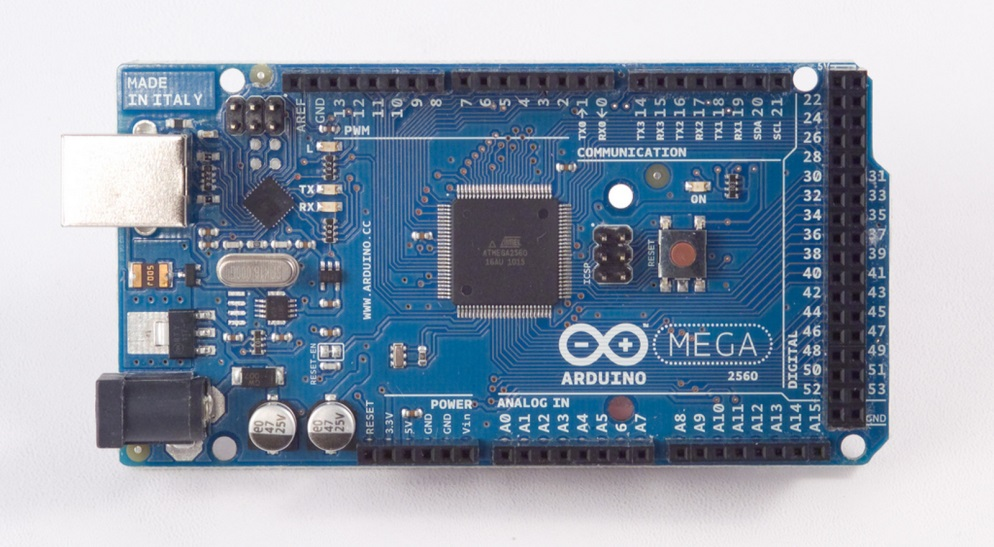 MADE
IN ITALY
AREF
GND
13
12
11
10
9
8
7
6
5
4
3
2
TX0→1
RX0←0
TX3 14
RX3 15
TX2 16
RX2 17
TX1 18
RX1 19
SDA 20
SCL 21
5V
PWM
COMMUNICATION
L
TX
RX
ON
22
24
26
28
30 31
32 33
34 35
36 37
38 39
40 41
42 43
44 45
46 47
48 49
50 51
52 53
GND
DIGITAL
WWW.ARDUINO.CC
ATMEGA2560
16AU 1015
ICSP
RESET
RESET-EN
ARDUINO
MEGA
2560
47
25V
47
25V
POWER
RESET
3.3V
5V
GND
GND
Vin
ANALOG IN
A0
A1
A2
A3
A4
A5
6
A7
A8
A9
A10
A11
A12
A13
A14
A15